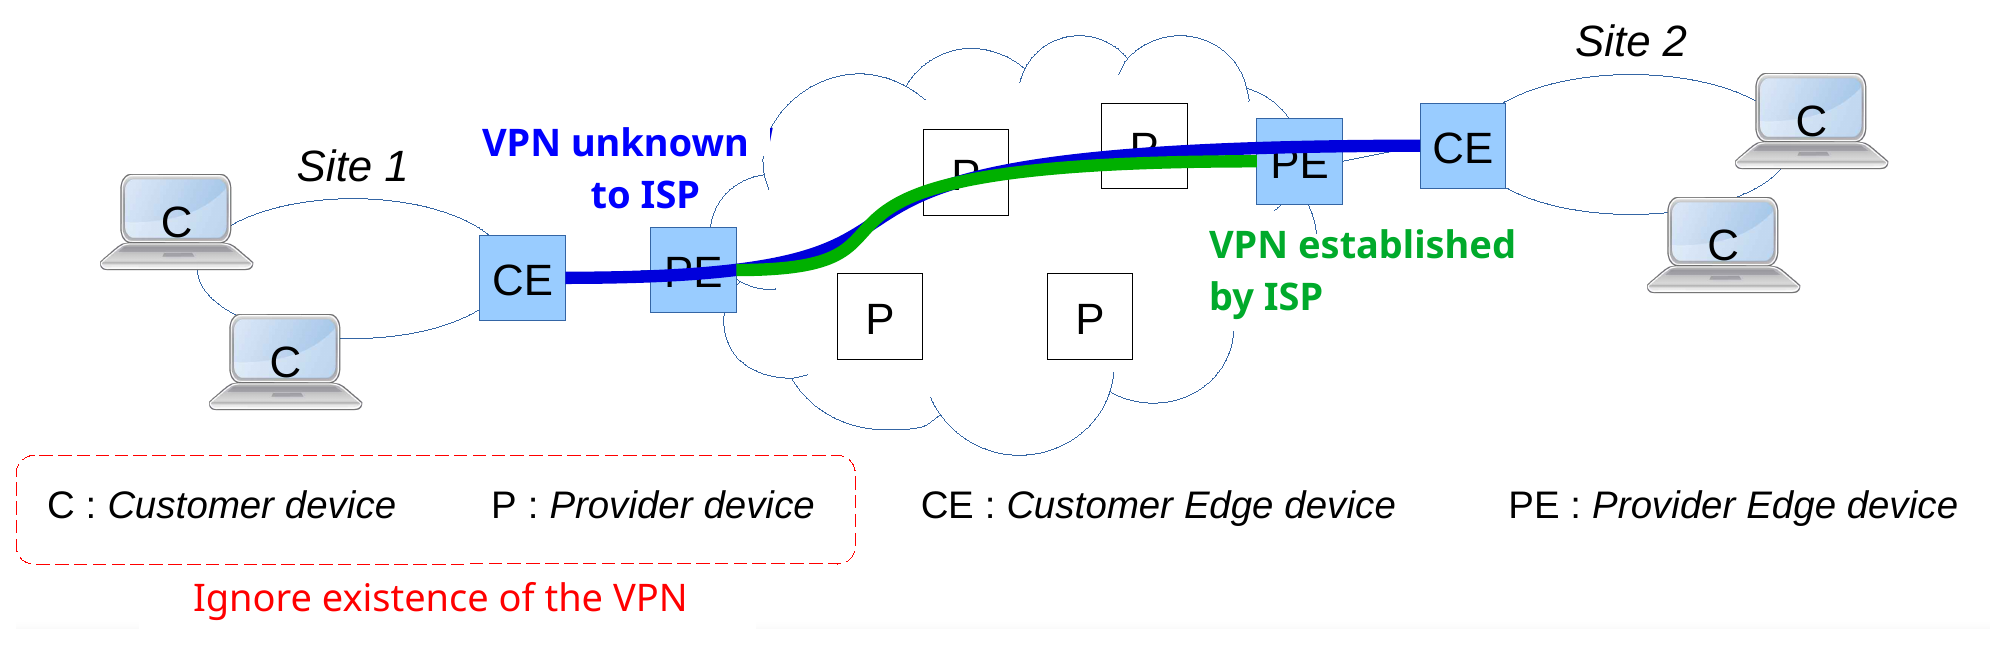 Site 2
Site 1
VPN unknown
to ISP
C
C
CE
PE
P
P
P
P
PE
CE
C
C
VPN established
by ISP
C : Customer device
P : Provider device
CE : Customer Edge device
PE : Provider Edge device
Ignore existence of the VPN